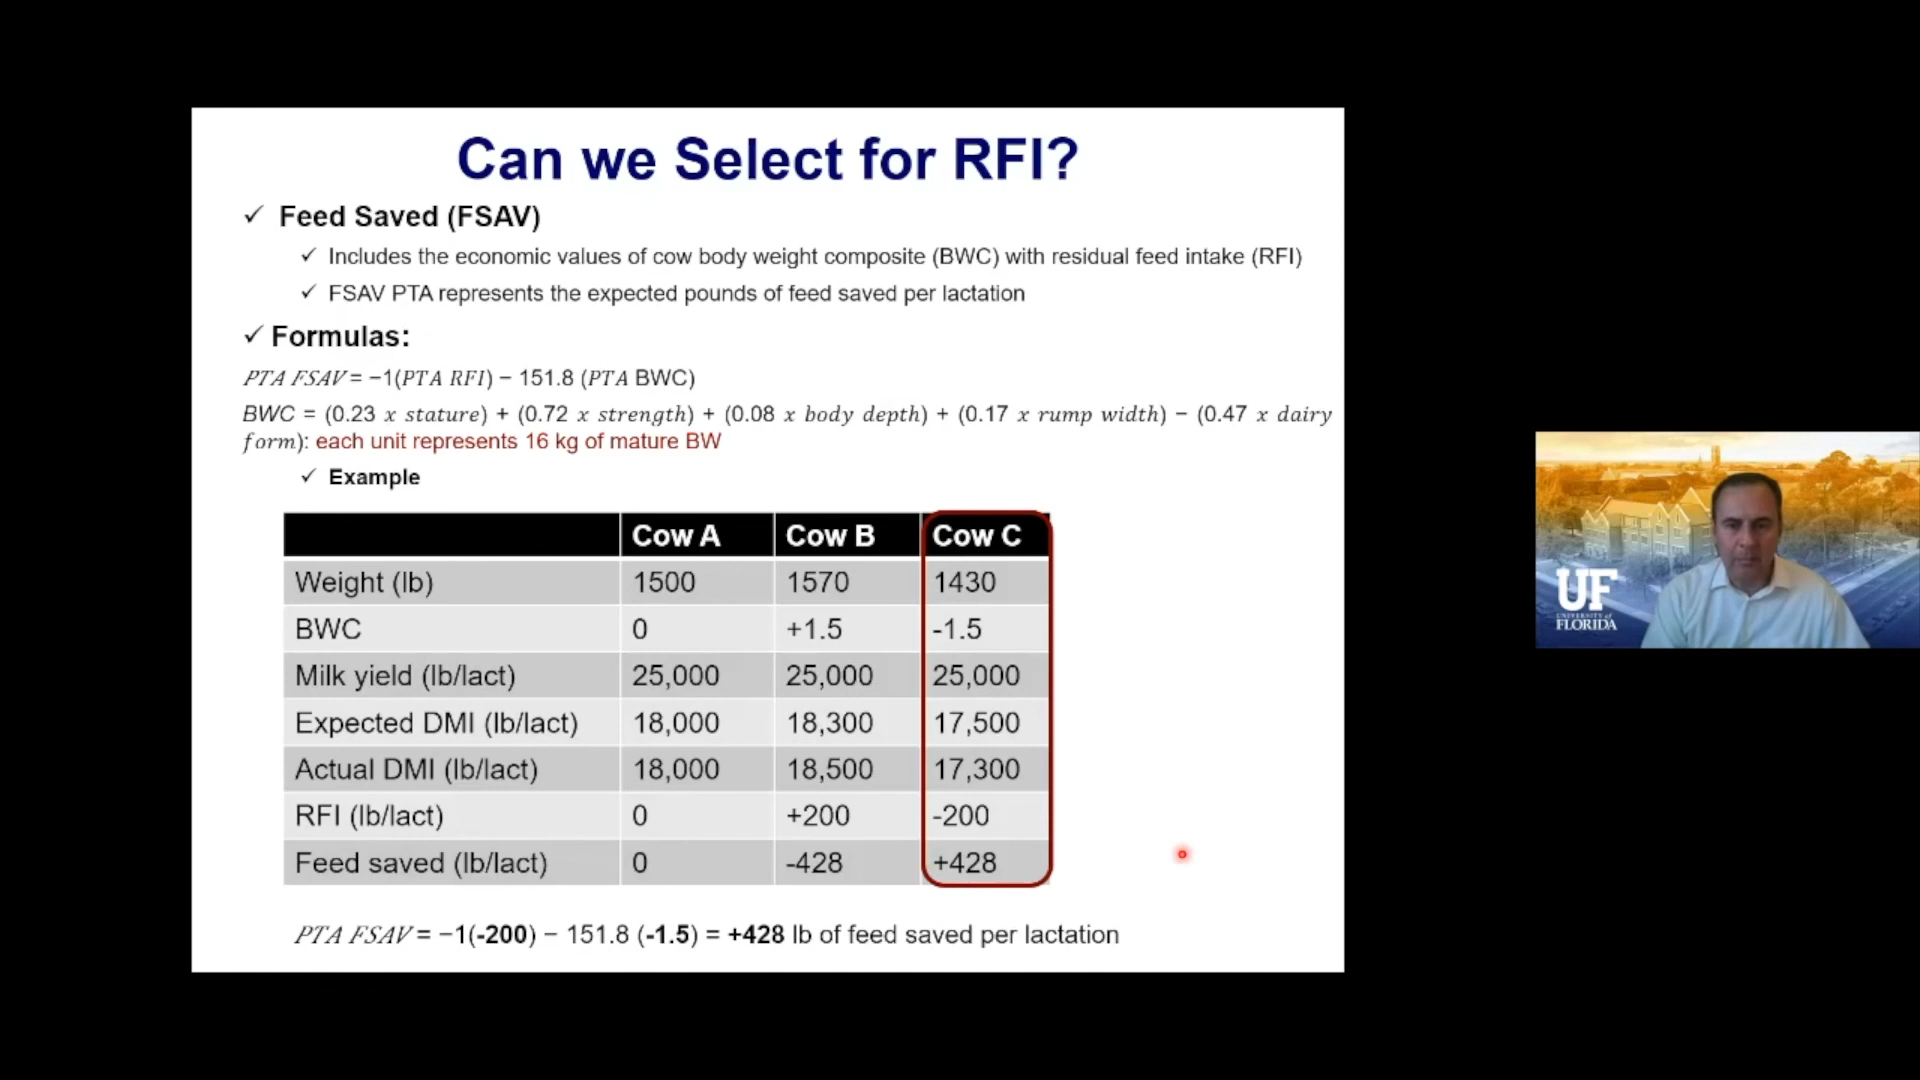 Can we Select for RFI?
✓ Feed Saved (FSAV)
✓ Includes the economic values of cow body weight composite (BWC) with residual feed intake (RFI)
✓ FSAV PTA represents the expected pounds of feed saved per lactation
✓ Formulas:
PTA FSAV = −1(PTA RFI) − 151.8 (PTA BWC)
BWC = (0.23 x stature) + (0.72 x strength) + (0.08 x body depth) + (0.17 x rump width) − (0.47 x dairy
form): each unit represents 16 kg of mature BW
✓ Example
Cow A Cow B Cow C
Weight (lb) 1500 1570 1430
BWC 0 +1.5 -1.5
Milk yield (lb/lact) 25,000 25,000 25,000
Expected DMI (lb/lact) 18,000 18,300 17,500
Actual DMI (lb/lact) 18,000 18,500 17,300
RFI (lb/lact) 0 +200 -200
Feed saved (lb/lact) 0 -428 +428
PTA FSAV = −1(-200) − 151.8 (-1.5) = +428 lb of feed saved per lactation
UF
UNIVERSITY of
FLORIDA